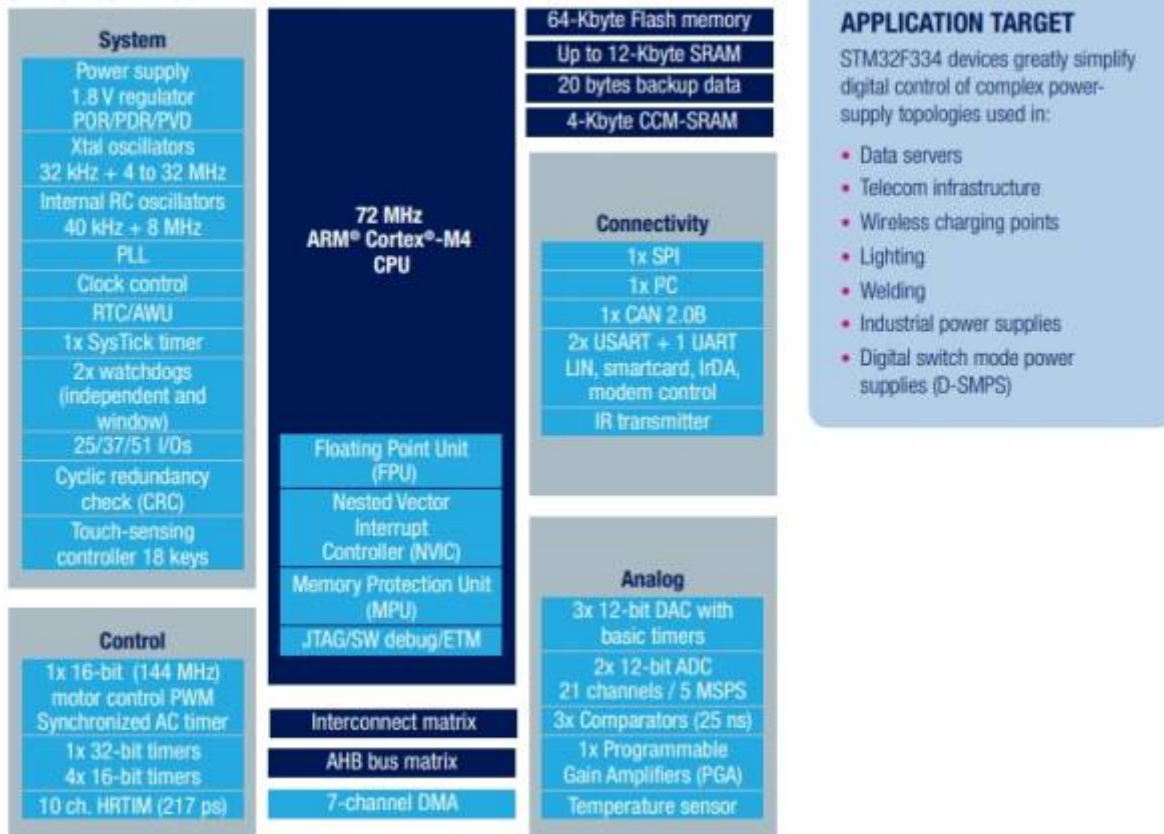 System
Power supply
1.8 V regulator
POR/PDR/PVD
Xtal oscillators
32 kHz + 4 to 32 MHz
Internal RC oscillators
40 kHz + 8 MHz
PLL
Clock control
RTC/AWU
1x SysTick timer
2x watchdogs
(independent and
window)
25/37/51 I/Os
Cyclic redundancy
check (CRC)
Touch-sensing
controller 18 keys
Control
1x 16-bit (144 MHz)
motor control PWM
Synchronized AC timer
1x 32-bit timers
4x 16-bit timers
10 ch. HRTIM (217 ps)
72 MHz
ARM® Cortex®-M4
CPU
Floating Point Unit
(FPU)
Nested Vector
Interrupt
Controller (NVIC)
Memory Protection Unit
(MPU)
JTAG/SW debug/ETM
Interconnect matrix
AHB bus matrix
7-channel DMA
64-Kbyte Flash memory
Up to 12-Kbyte SRAM
20 bytes backup data
4-Kbyte CCM-SRAM
Connectivity
1x SPI
1x I²C
1x CAN 2.0B
2x USART + 1 UART
LIN, smartcard, IrDA,
modem control
IR transmitter
Analog
3x 12-bit DAC with
basic timers
2x 12-bit ADC
21 channels / 5 MSPS
3x Comparators (25 ns)
1x Programmable
Gain Amplifiers (PGA)
Temperature sensor
APPLICATION TARGET
STM32F334 devices greatly simplify
digital control of complex power-
supply topologies used in:
• Data servers
• Telecom infrastructure
• Wireless charging points
• Lighting
• Welding
• Industrial power supplies
• Digital switch mode power
supplies (D-SMPS)